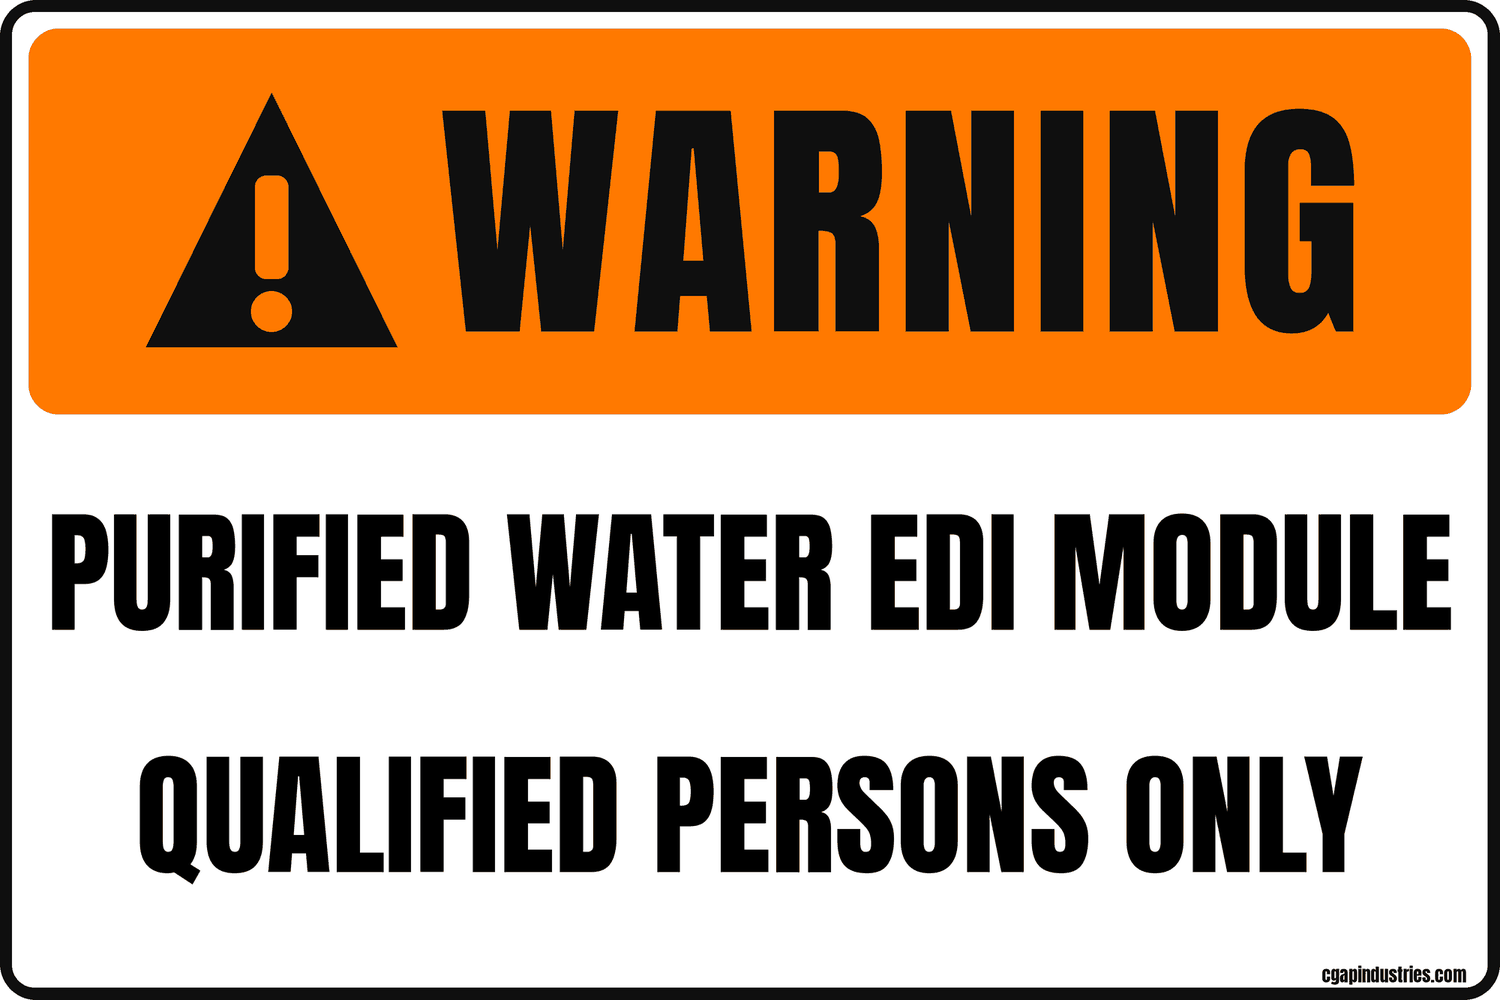 WARNING
PURIFIED WATER EDI MODULE
QUALIFIED PERSONS ONLY
cgapindustries.com